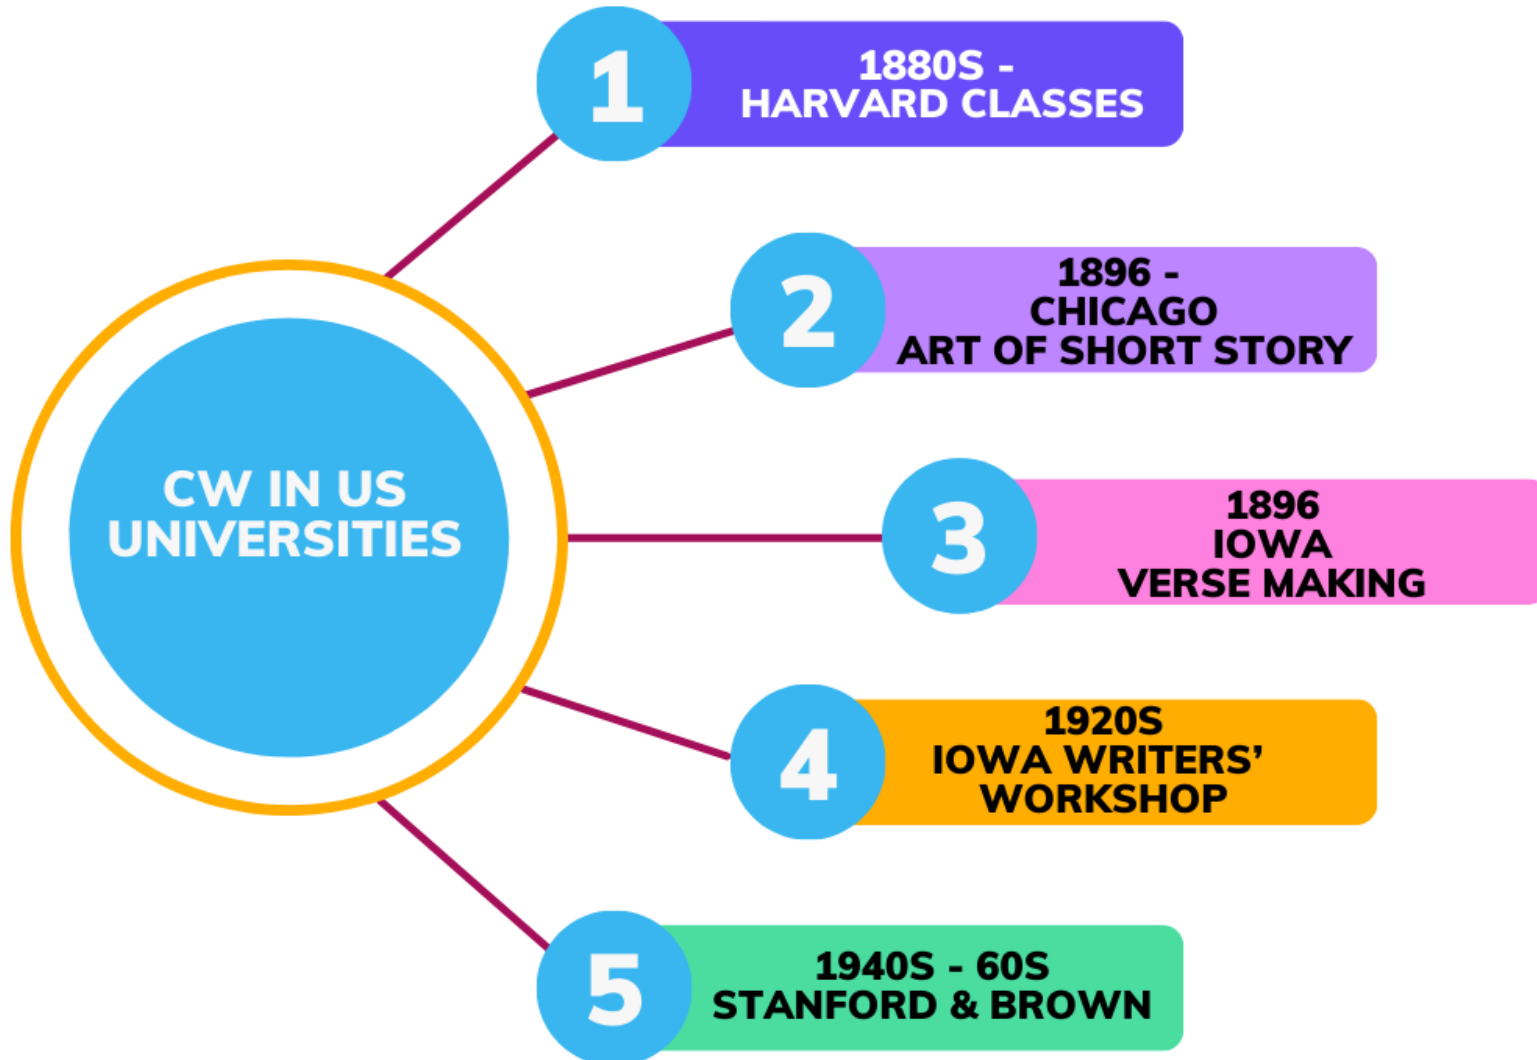 CW IN US
UNIVERSITIES
1
1880S -
HARVARD CLASSES
2
1896 -
CHICAGO
ART OF SHORT STORY
3
1896
IOWA
VERSE MAKING
4
1920S
IOWA WRITERS’
WORKSHOP
5
1940S - 60S
STANFORD & BROWN